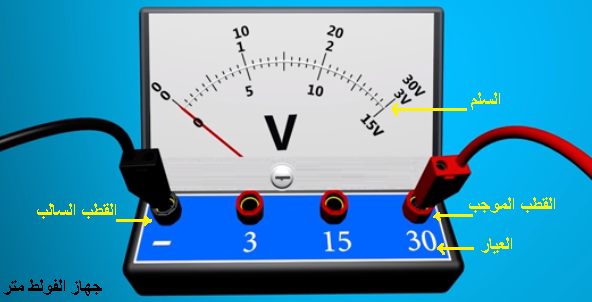 10 20
1 2
30V
3V
15V
0
0
0
5 10
V
السلم
القطب الموجب
القطب السالب
العيار
- 3 15 30
جهاز الفولط متر